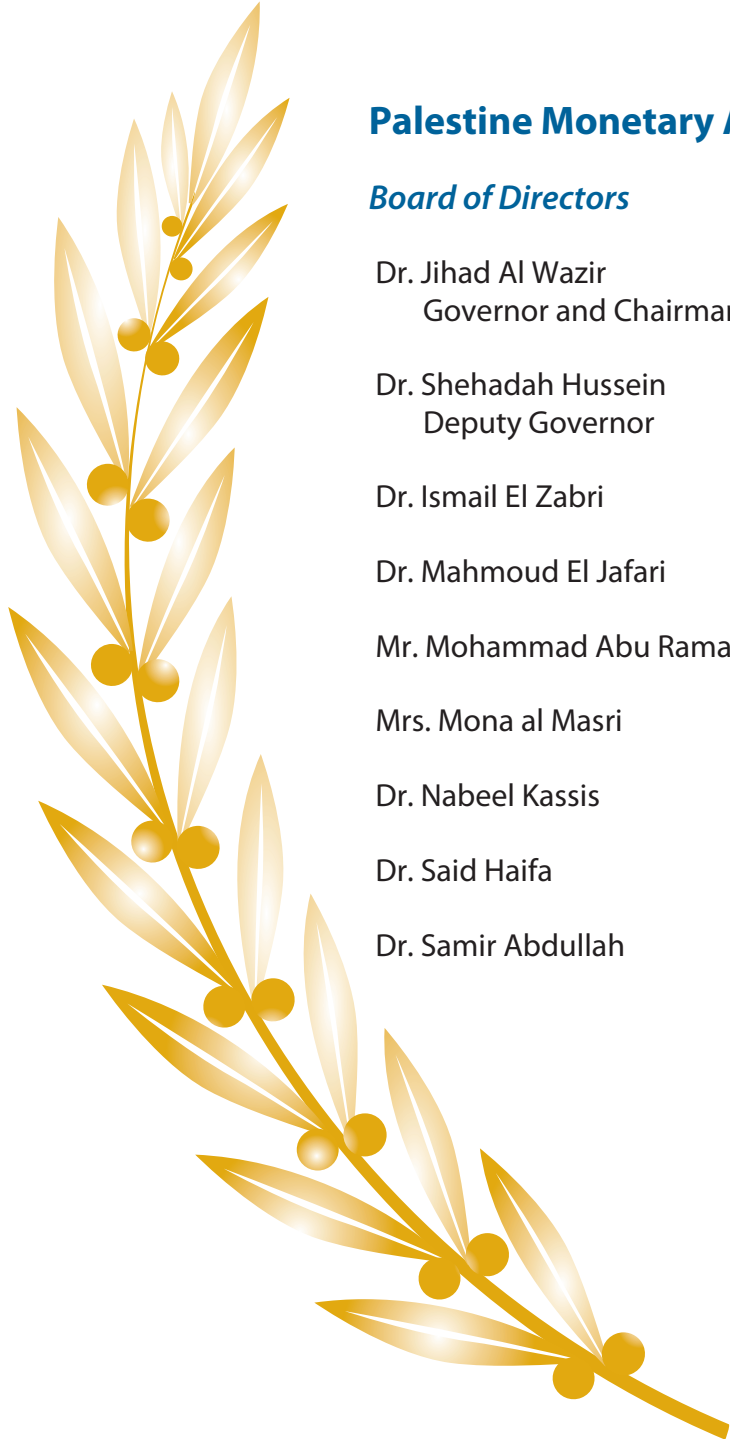 Palestine Monetary A
Board of Directors
Dr. Jihad Al Wazir
Governor and Chairman
Dr. Shehadah Hussein
Deputy Governor
Dr. Ismail El Zabri
Dr. Mahmoud El Jafari
Mr. Mohammad Abu Rama
Mrs. Mona al Masri
Dr. Nabeel Kassis
Dr. Said Haifa
Dr. Samir Abdullah